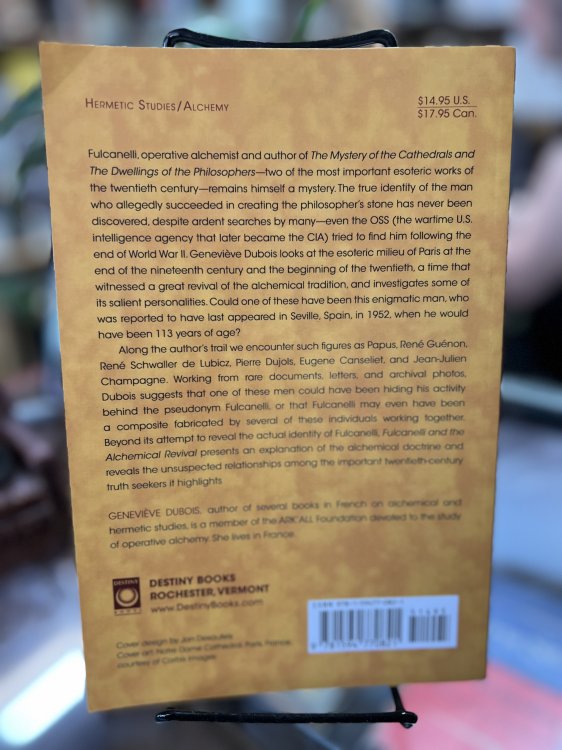 HERMETIC STUDIES/ALCHEMY
$14.95 U.S.
$17.95 Can.
Fulcanelli, operative alchemist and author of The Mystery of the Cathedrals and
The Dwellings of the Philosophers—two of the most important esoteric works of
the twentieth century—remains himself a mystery. The true identity of the man
who allegedly succeeded in creating the philosopher's stone has never been
discovered, despite ardent searches by many—even the OSS (the wartime U.S.
intelligence agency that later became the CIA) tried to find him following the
end of World War II. Geneviève Dubois looks at the esoteric milieu of Paris at the
end of the nineteenth century and the beginning of the twentieth, a time that
witnessed a great revival of the alchemical tradition, and investigates some of
its salient personalities. Could one of these have been this enigmatic man, who
was reported to have last appeared in Seville, Spain, in 1952, when he would
have been 113 years of age?
Along the author's trail we encounter such figures as Papus, René Guénon,
René Schwaller de Lubicz, Pierre Dujols, Eugene Canseliet, and Jean-Julien
Champagne. Working from rare documents, letters, and archival photos,
Dubois suggests that one of these men could have been hiding his activity
behind the pseudonym Fulcanelli, or that Fulcanelli may even have been
a composite fabricated by several of these individuals working together.
Beyond its attempt to reveal the actual identity of Fulcanelli, Fulcanelli and the
Alchemical Revival presents an explanation of the alchemical doctrine and
reveals the unsuspected relationships among the important twentieth-century
truth seekers it highlights
GENEVIÈVE DUBOIS, author of several books in French on alchemical and
hermetic studies, is a member of the ARKALL Foundation devoted to the study
of operative alchemy. She lives in France.
DESTINY
BOOKS
DESTINY BOOKS
ROCHESTER, VERMONT
www.DestinyBooks.com
Cover design by Jon Desautels
Cover art: Notre Dame Cathedral, Paris, France,
courtesy of Corbis Images